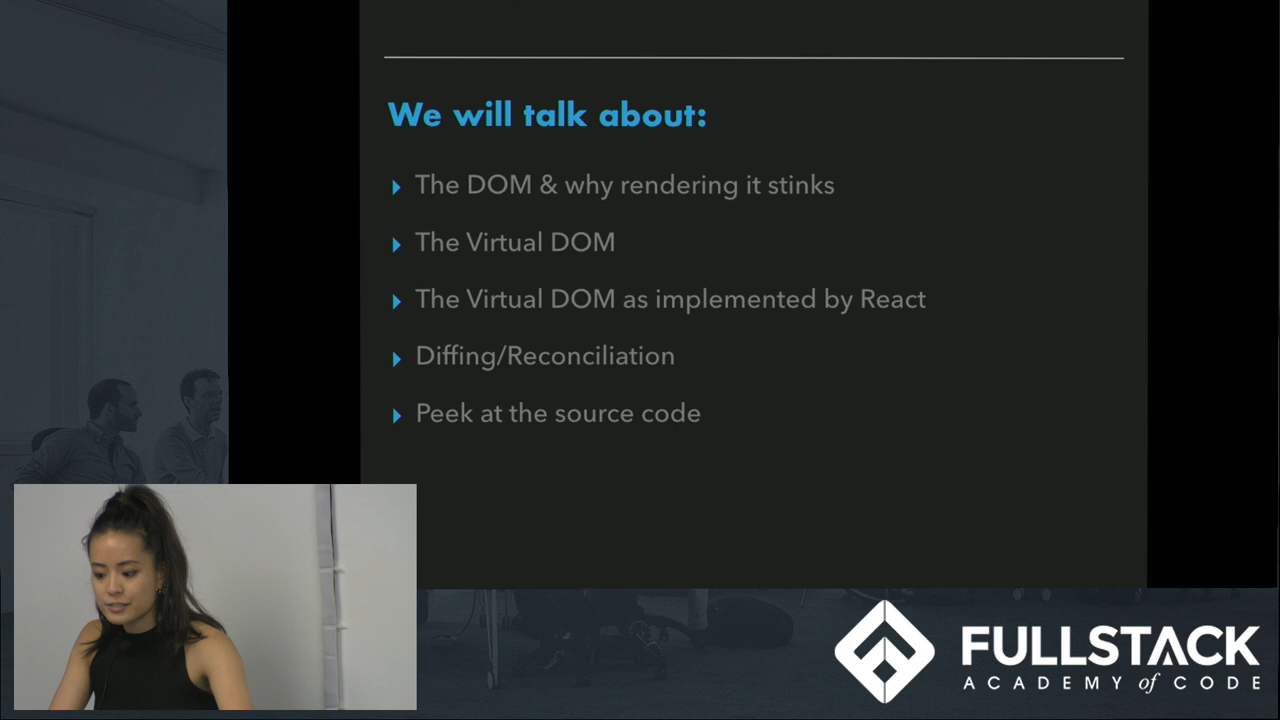 We will talk about:
The DOM & why rendering it stinks
The Virtual DOM
The Virtual DOM as implemented by React
Diffing/Reconciliation
Peek at the source code
FULLSTACK
ACADEMY of CODE